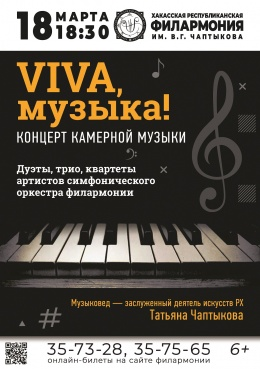 18 МАРТА
18:30
ХАКАССКАЯ РЕСПУБЛИКАНСКАЯ
ФИЛАРМОНИЯ
ИМ. В.Г. ЧАПТЫКОВА
VIVA,
музыка!
КОНЦЕРТ КАМЕРНОЙ МУЗЫКИ
Дуэты, трио, квартеты
артистов симфонического
оркестра филармонии
Музыковед — заслуженный деятель искусств РХ
Татьяна Чаптыкова
35-73-28, 35-75-65 6+
онлайн-билеты на сайте филармонии